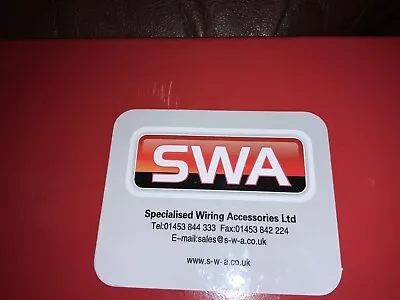 SWA
Specialised Wiring Accessories Ltd
Tel:01453 844 333 Fax:01453 842 224
E-mail:sales@s-w-a.co.uk
www.s-w-a.co.uk